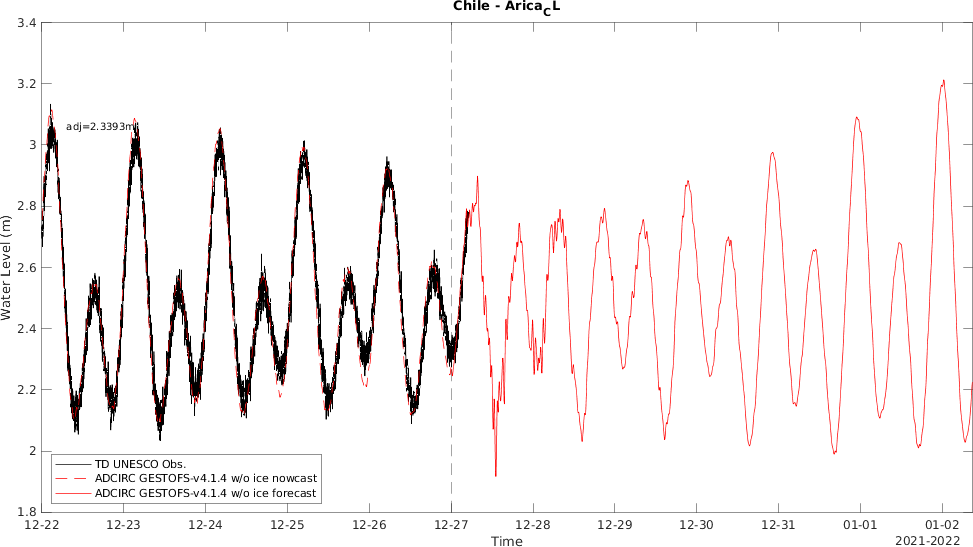 Chile - AricaCL
3.4
3.2
3
2.8
2.6
2.4
2.2
2
1.8
Water Level (m)
adj=2.3393m
TD UNESCO Obs.
ADCIRC GESTOFS-v4.1.4 w/o ice nowcast
ADCIRC GESTOFS-v4.1.4 w/o ice forecast
12-22 12-23 12-24 12-25 12-26 12-27 12-28 12-29 12-30 12-31 01-01 01-02
Time
2021-2022